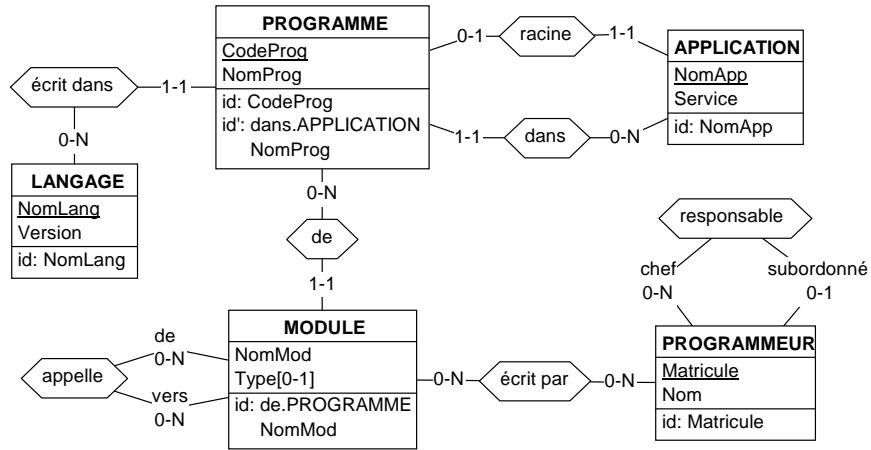 PROGRAMME
CodeProg
NomProg
id: CodeProg
id': dans.APPLICATION
NomProg
0-1
racine
1-1
APPLICATION
NomApp
Service
id: NomApp
1-1
dans
0-N
écrit dans
1-1
0-N
LANGAGE
NomLang
Version
id: NomLang
0-N
de
1-1
responsable
chef
0-N
subordonné
0-1
MODULE
NomMod
Type[0-1]
id: de.PROGRAMME
NomMod
de
0-N
appelle
vers
0-N
0-N
écrit par
0-N
PROGRAMMEUR
Matricule
Nom
id: Matricule